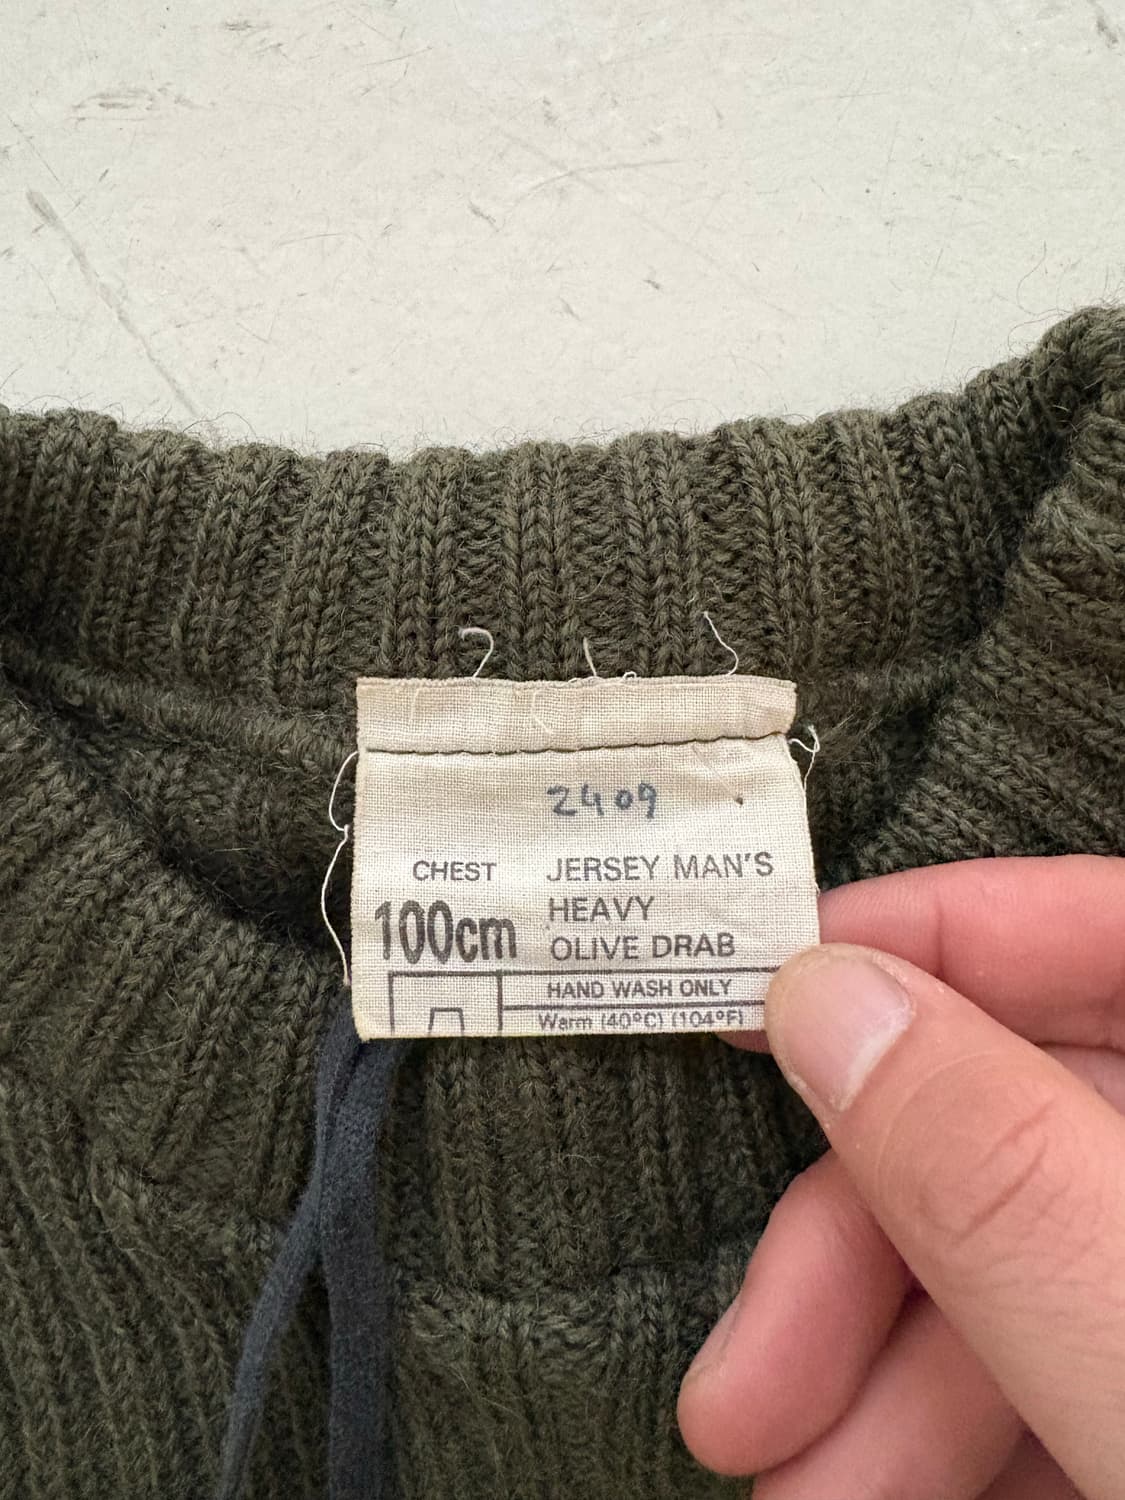 2409
CHEST
100cm
JERSEY MAN'S
HEAVY
OLIVE DRAB
HAND WASH ONLY
Warm (40°C) (104°F)